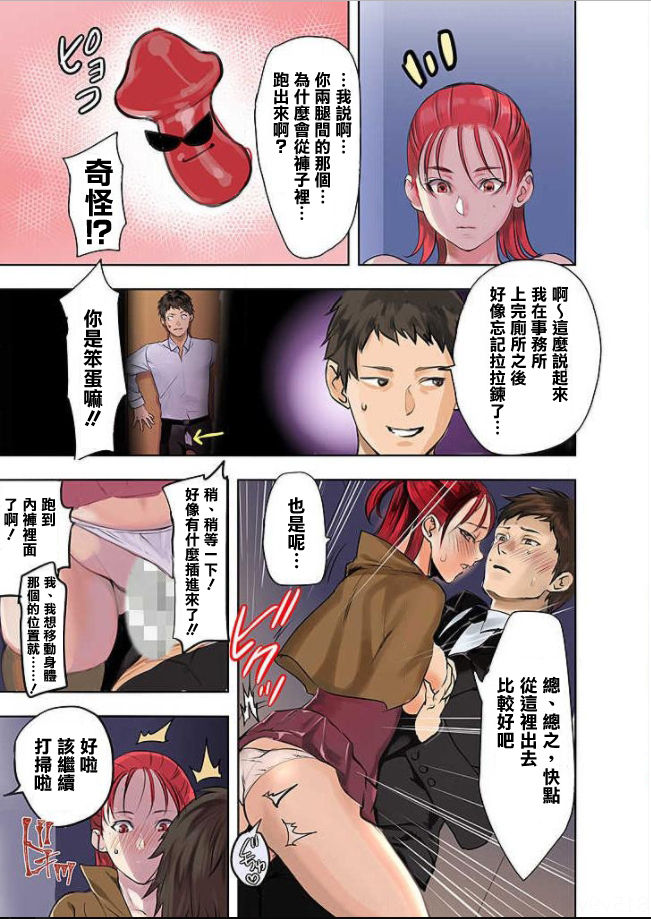 …我說啊…
你兩腿間的那個…
為什麼會從褲子裡…
跑出來啊?
ピョコ
奇怪!?
啊～這麼說起來
我在事務所
上完廁所之後
好像忘記拉拉鍊了…
你是笨蛋嘛!!
也是呢…
總、總之,快點
從這裡出去
比較好吧
稍、稍等一下!
好像有什麼插進來了!!
跑到
內褲裡面
了啊!
我、我想移動身體
那個的位置就……!
好啦
該繼續
打掃啦